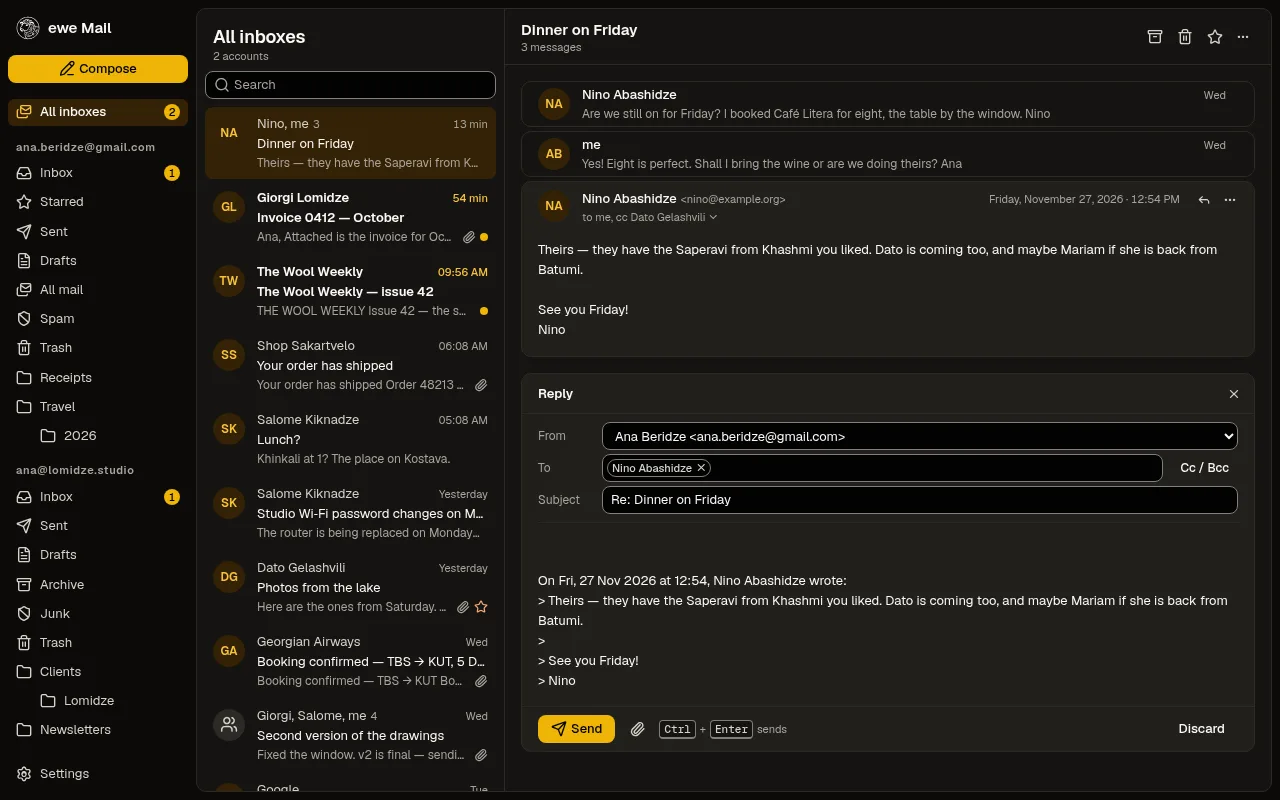 ewe Mail
Compose
All inboxes 2
ana.beridze@gmail.com
Inbox 1
Starred
Sent
Drafts
All mail
Spam
Trash
Receipts
Travel
2026
ana@lomidze.studio
Inbox 1
Sent
Drafts
Archive
Junk
Trash
Clients
Lomidze
Newsletters
Settings
All inboxes
2 accounts
Search
NA
Nino, me 3 13 min
Dinner on Friday
Theirs — they have the Saperavi from K...
GL
Giorgi Lomidze 54 min
Invoice 0412 — October
Ana, Attached is the invoice for Oc...
TW
The Wool Weekly 09:56 AM
The Wool Weekly — issue 42
THE WOOL WEEKLY Issue 42 — the s...
SS
Shop Sakartvelo 06:08 AM
Your order has shipped
Your order has shipped Order 48213 ...
SK
Salome Kiknadze 05:08 AM
Lunch?
Khinkali at 1? The place on Kostava.
SK
Salome Kiknadze Yesterday
Studio Wi-Fi password changes on M...
The router is being replaced on Monday...
DG
Dato Gelashvili Yesterday
Photos from the lake
Here are the ones from Saturday. ...
GA
Georgian Airways Wed
Booking confirmed — TBS → KUT, 5 D...
Booking confirmed — TBS → KUT Bo...
Giorgi, Salome, me 4 Wed
Second version of the drawings
Fixed the window. v2 is final — sendi...
Google Tue
Dinner on Friday
3 messages
NA
Nino Abashidze Wed
Are we still on for Friday? I booked Café Litera for eight, the table by the window. Nino
AB
me Wed
Yes! Eight is perfect. Shall I bring the wine or are we doing theirs? Ana
NA
Nino Abashidze <nino@example.org> Friday, November 27, 2026 · 12:54 PM
to me, cc Dato Gelashvili
Theirs — they have the Saperavi from Khashmi you liked. Dato is coming too, and maybe Mariam if she is back from
Batumi.
See you Friday!
Nino
Reply
From Ana Beridze <ana.beridze@gmail.com>
To Nino Abashidze Cc / Bcc
Subject Re: Dinner on Friday
On Fri, 27 Nov 2026 at 12:54, Nino Abashidze wrote:
> Theirs — they have the Saperavi from Khashmi you liked. Dato is coming too, and maybe Mariam if she is back from
Batumi.
>
> See you Friday!
> Nino
Send Ctrl + Enter sends Discard